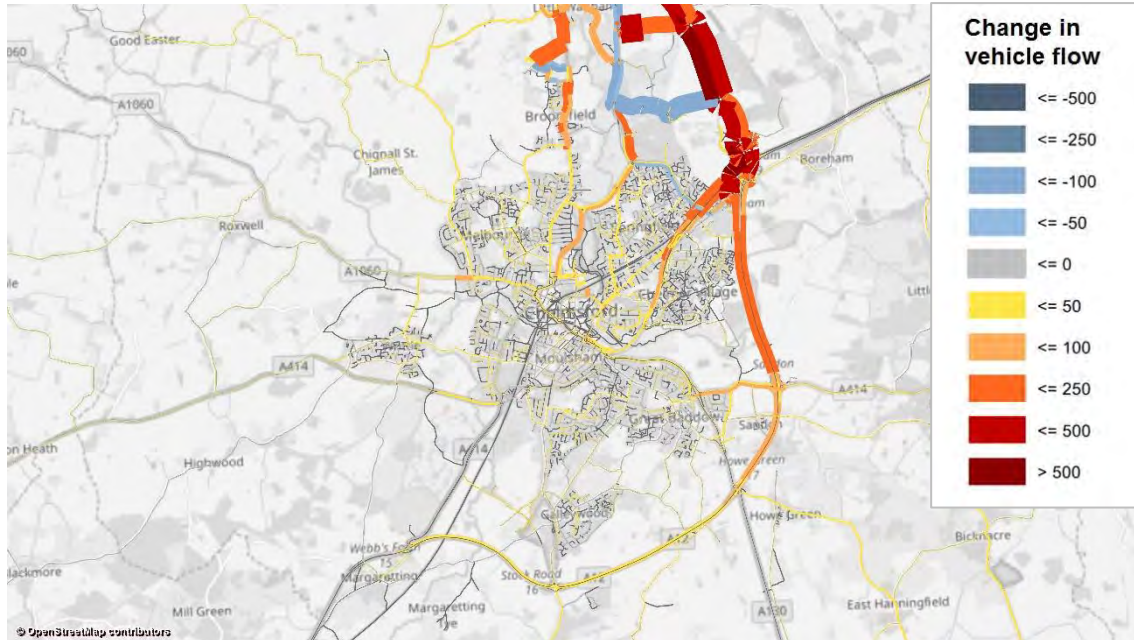 Good Easter
A1060
Chignall St.
James
Broomfield
Boreham
Roxwell
A1060
Moulsham
A414
A414
Great Baddow
Sandon
Highwood
Howe Green
Galleywood
Howe Green
Bicknacre
Webb's Farm
15
Margaretting
Stock Road
16
A12
Mill Green
Margaretting
Tye
A130
East Hanningfield
© OpenStreetMap contributors
Change in
vehicle flow
<= -500
<= -250
<= -100
<= -50
<= 0
<= 50
<= 100
<= 250
<= 500
> 500